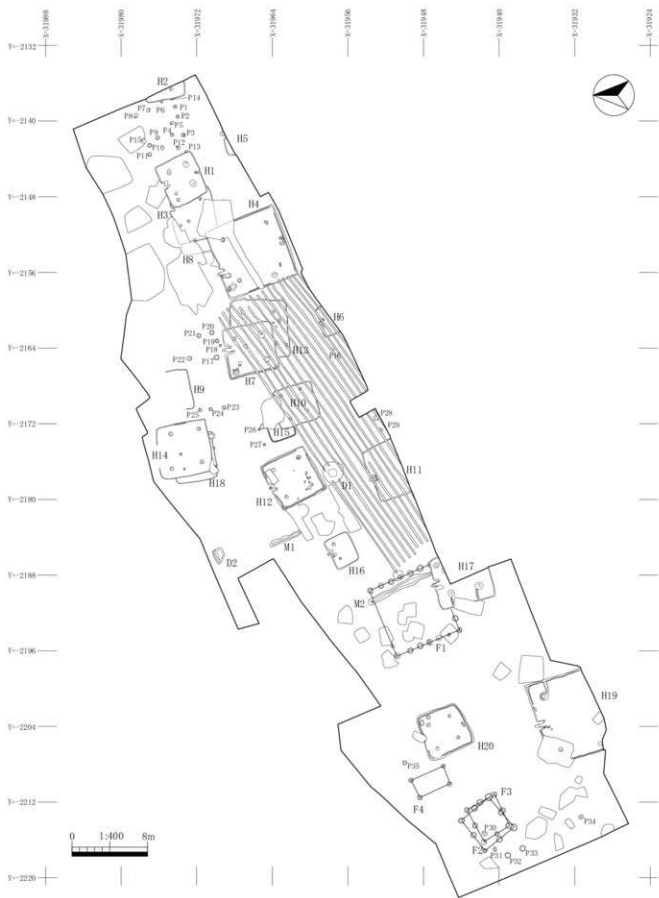 X=-31988
X=-31980
X=-31972
X=-31964
X=-31956
X=-31948
X=-31940
X=-31932
X=-31924
Y=-2132
Y=-2140
Y=-2148
Y=-2156
Y=-2164
Y=-2172
Y=-2180
Y=-2188
Y=-2196
Y=-2204
Y=-2212
Y=-2220
H2
P14
P7
P6
P1
P8
P2
P5
P4
P3
P9
P12
P15
P10
P13
P11
H5
H1
H3
H4
H8
H6
P20
P21
P19
P18
P16
H13
P22
P17
H7
H9
H10
P23
P24
P25
P28
P26
H15
P29
P27
H14
H11
H18
H12
D1
M1
D2
H16
H17
M2
F1
H19
H20
P35
F4
F3
P36
P34
F2
P31
P33
P32
0
1:400
8m